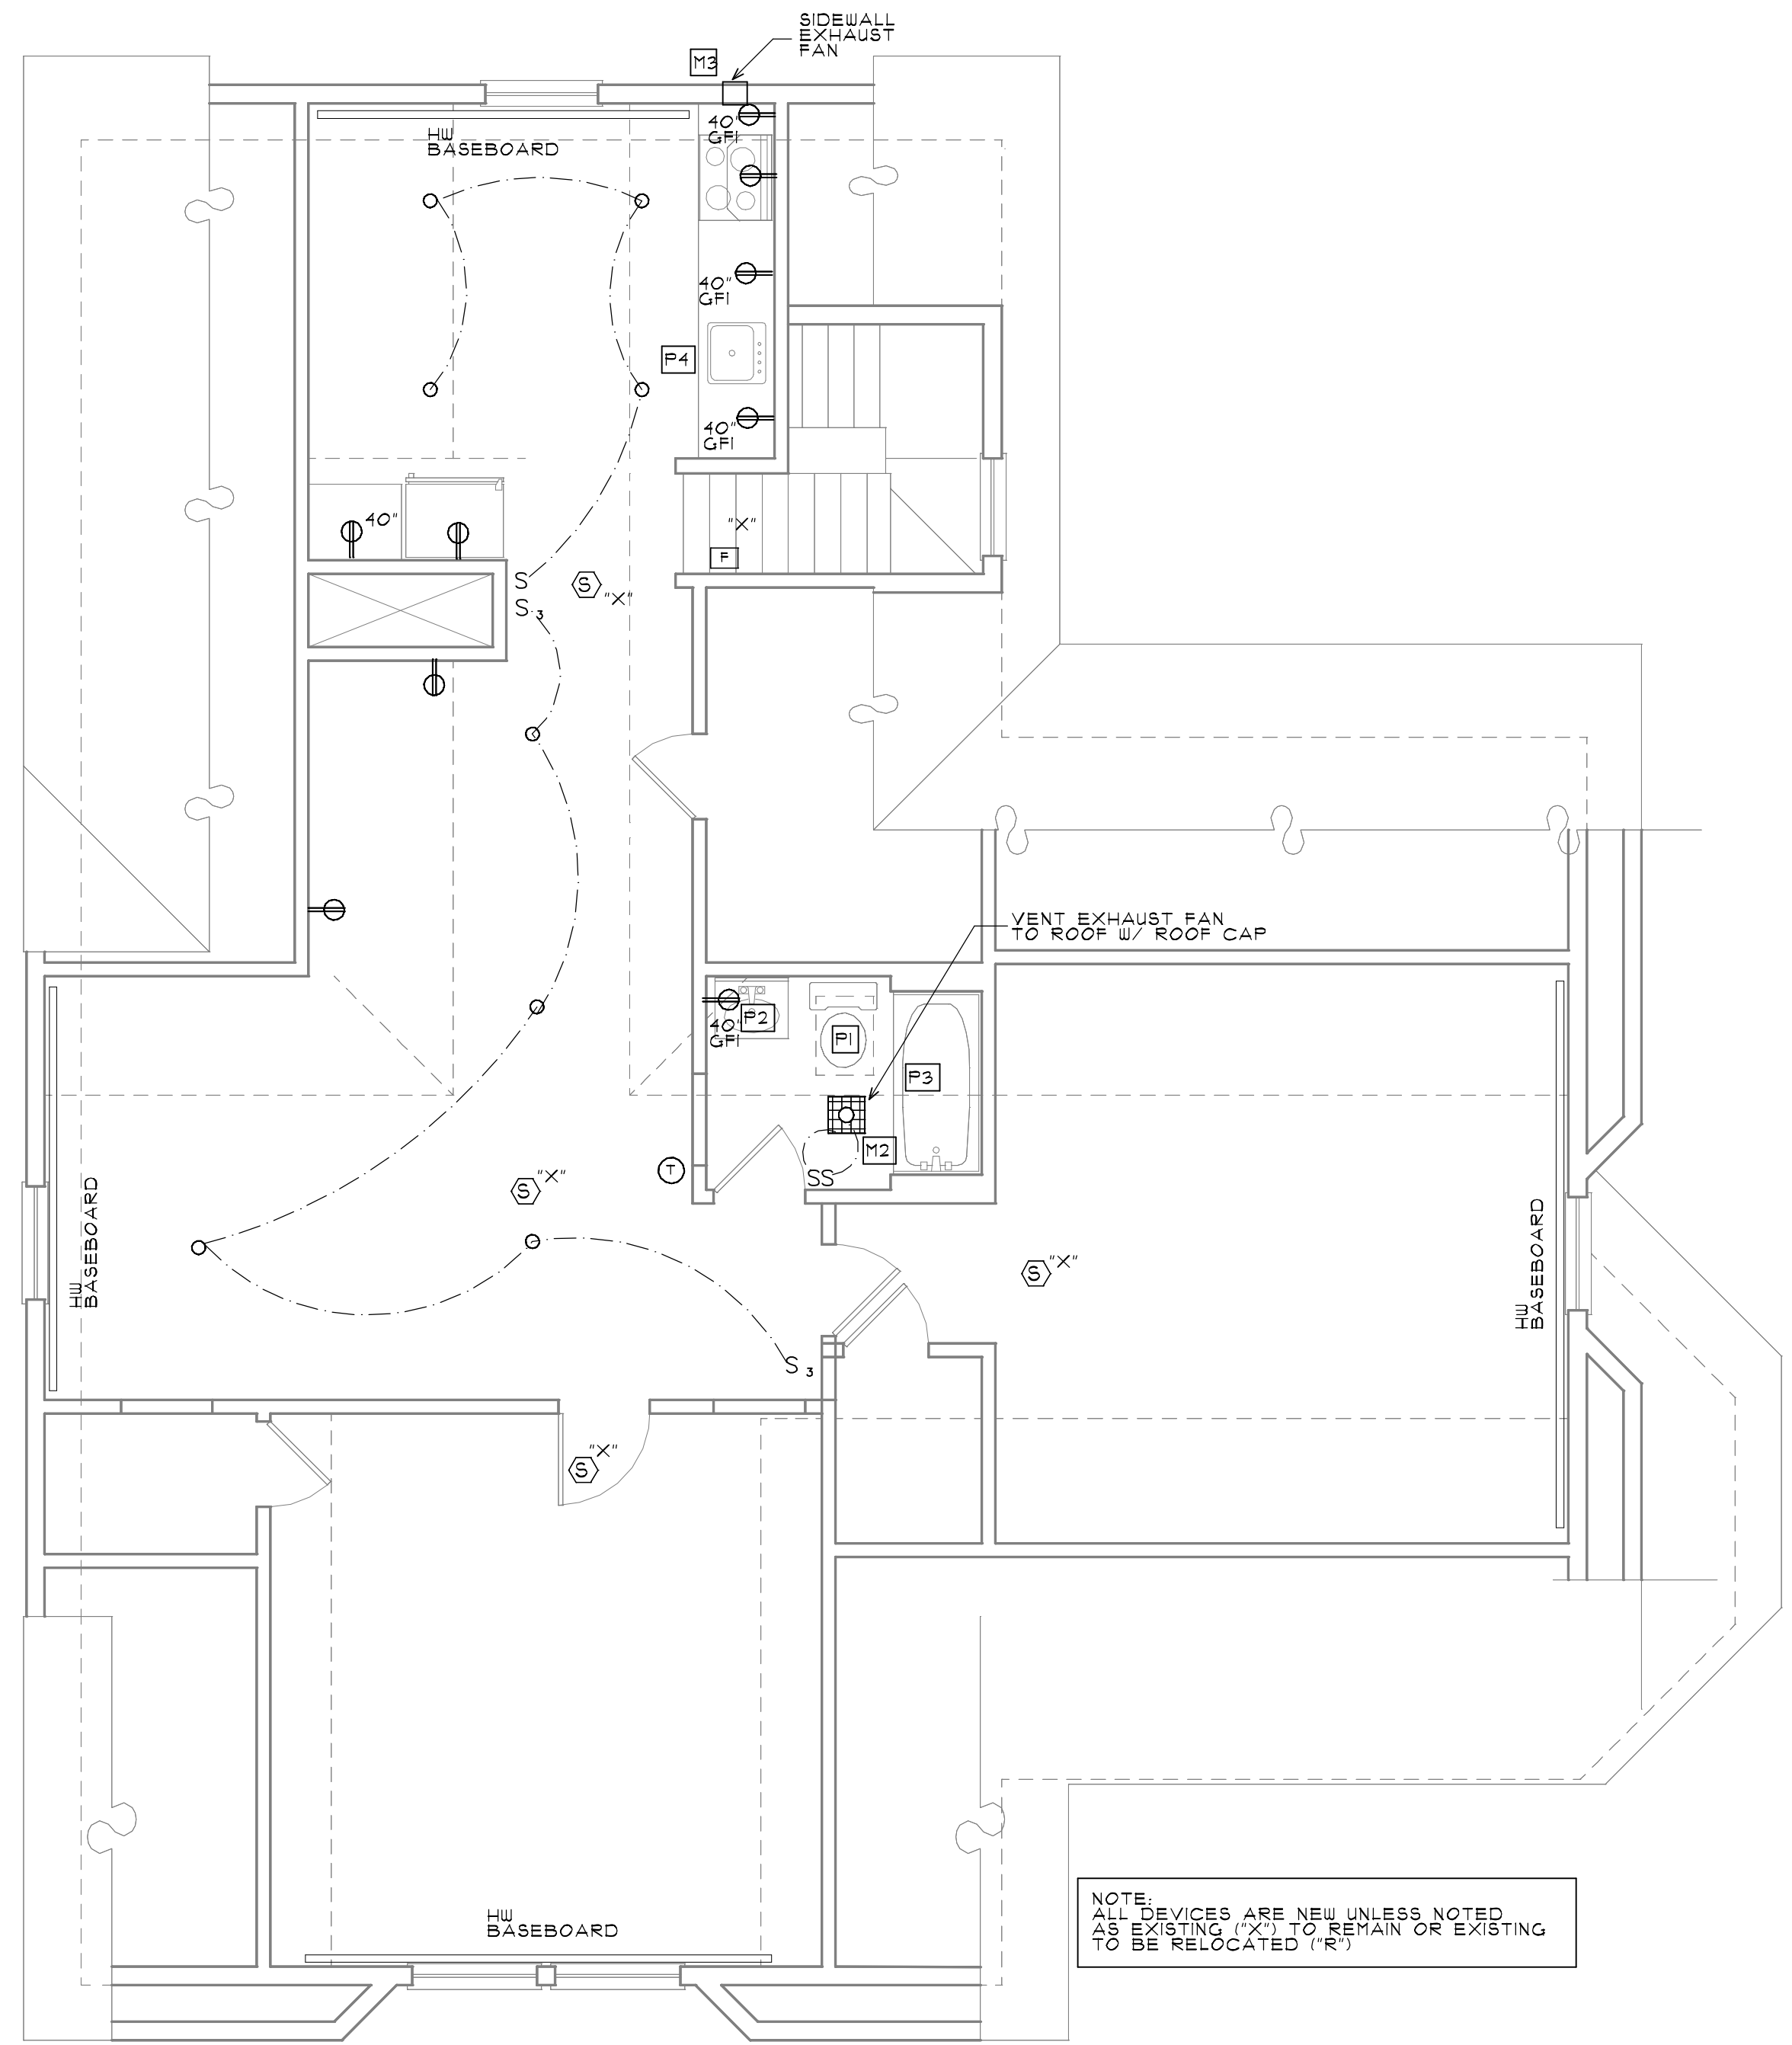 SIDEWALL
EXHAUST
FAN
M3
40"
GFI
HW
BASEBOARD
40"
GFI
P4
40"
GFI
40"
"X"
F
S
S
"X"
S3
VENT EXHAUST FAN
TO ROOF W/ ROOF CAP
P2
40"
GFI
P1
P3
M2
T
SS
S
"X"
HW
BASEBOARD
S
"X"
HW
BASEBOARD
S3
S
"X"
HW
BASEBOARD
NOTE:
ALL DEVICES ARE NEW UNLESS NOTED
AS EXISTING ("X") TO REMAIN OR EXISTING
TO BE RELOCATED ("R")